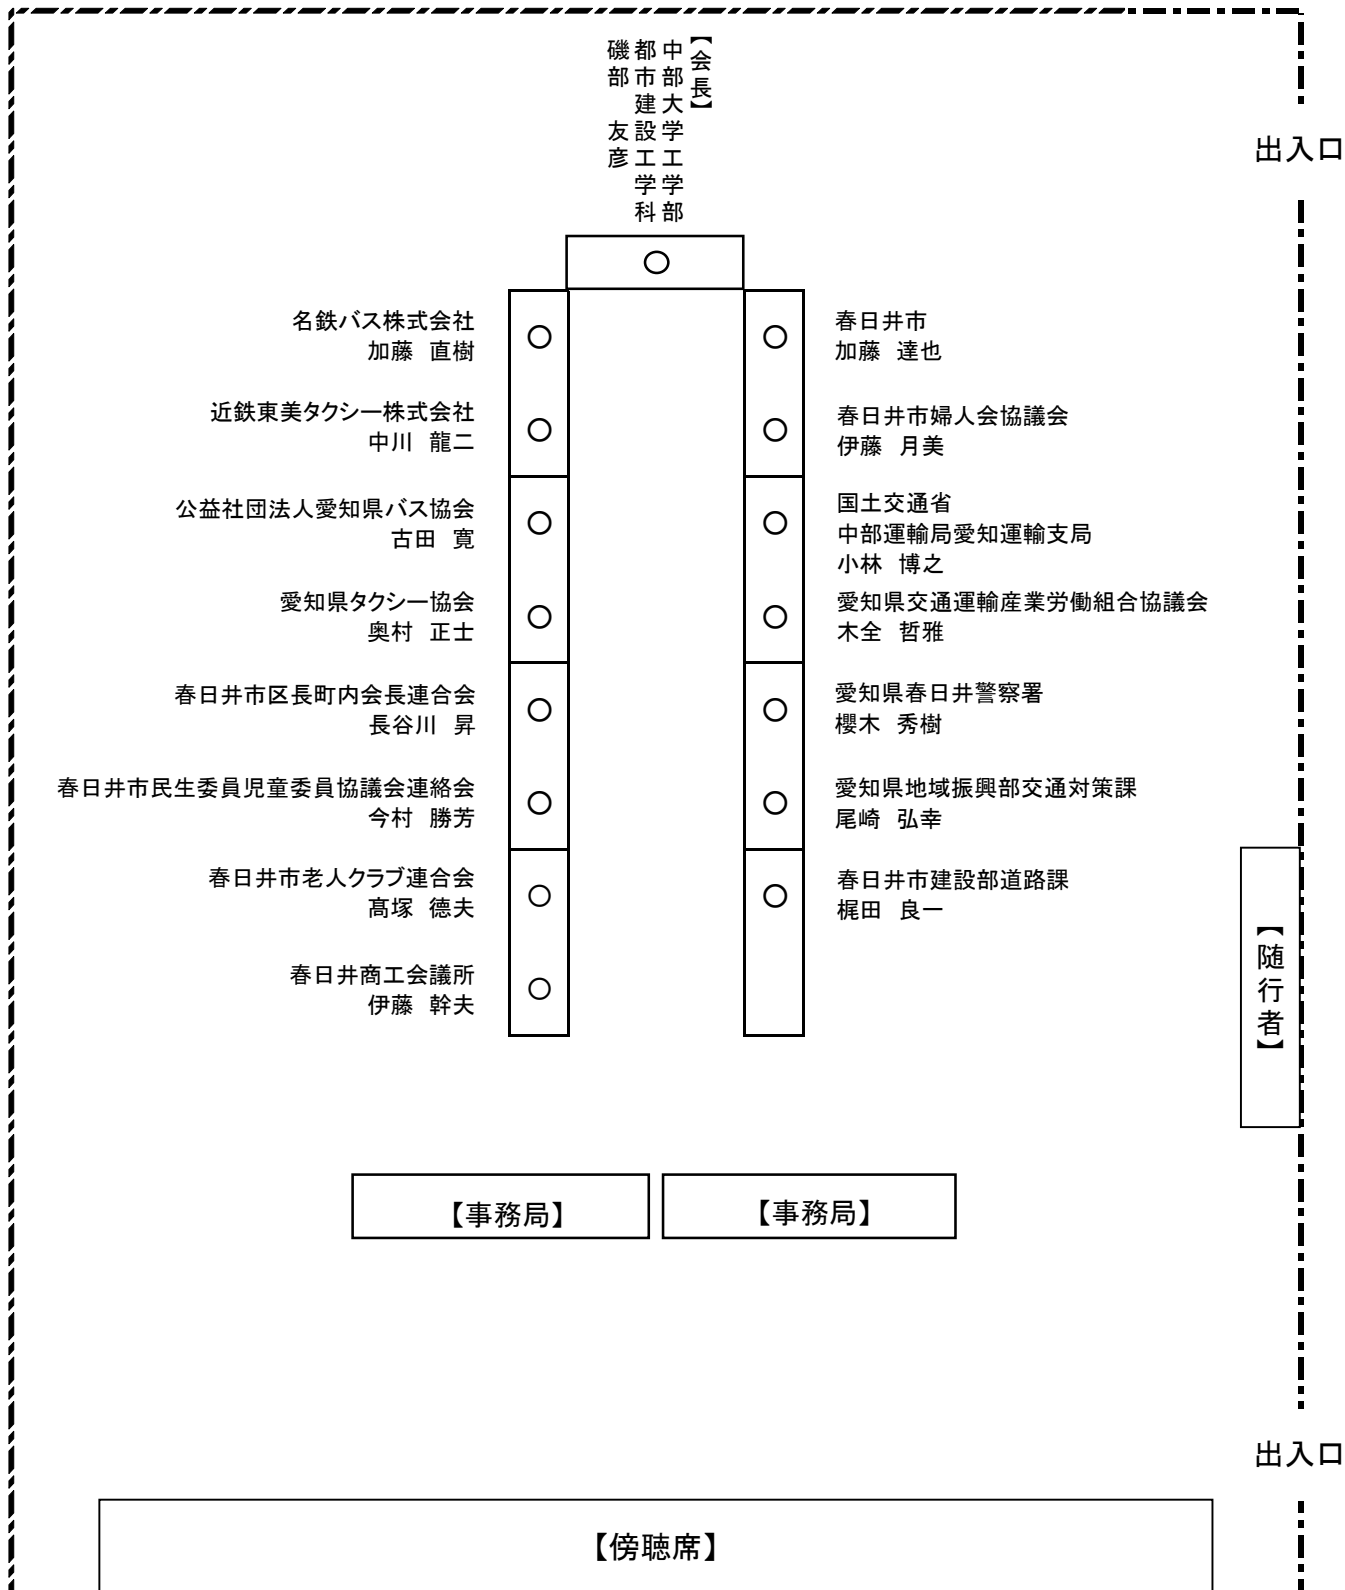 【会長】
中部大学工学部
都市建設工学科
磯部　友彦
出入口
名鉄バス株式会社
加藤　直樹
近鉄東美タクシー株式会社
中川　龍二
公益社団法人愛知県バス協会
古田　寛
愛知県タクシー協会
奥村　正士
春日井市区長町内会長連合会
長谷川　昇
春日井市民生委員児童委員協議会連絡会
今村　勝芳
春日井市老人クラブ連合会
髙塚　德夫
春日井商工会議所
伊藤　幹夫
春日井市
加藤　達也
春日井市婦人会協議会
伊藤　月美
国土交通省
中部運輸局愛知運輸支局
小林　博之
愛知県交通運輸産業労働組合協議会
木全　哲雅
愛知県春日井警察署
櫻木　秀樹
愛知県地域振興部交通対策課
尾崎　弘幸
春日井市建設部道路課
梶田　良一
【随行者】
【事務局】
【事務局】
出入口
【傍聴席】